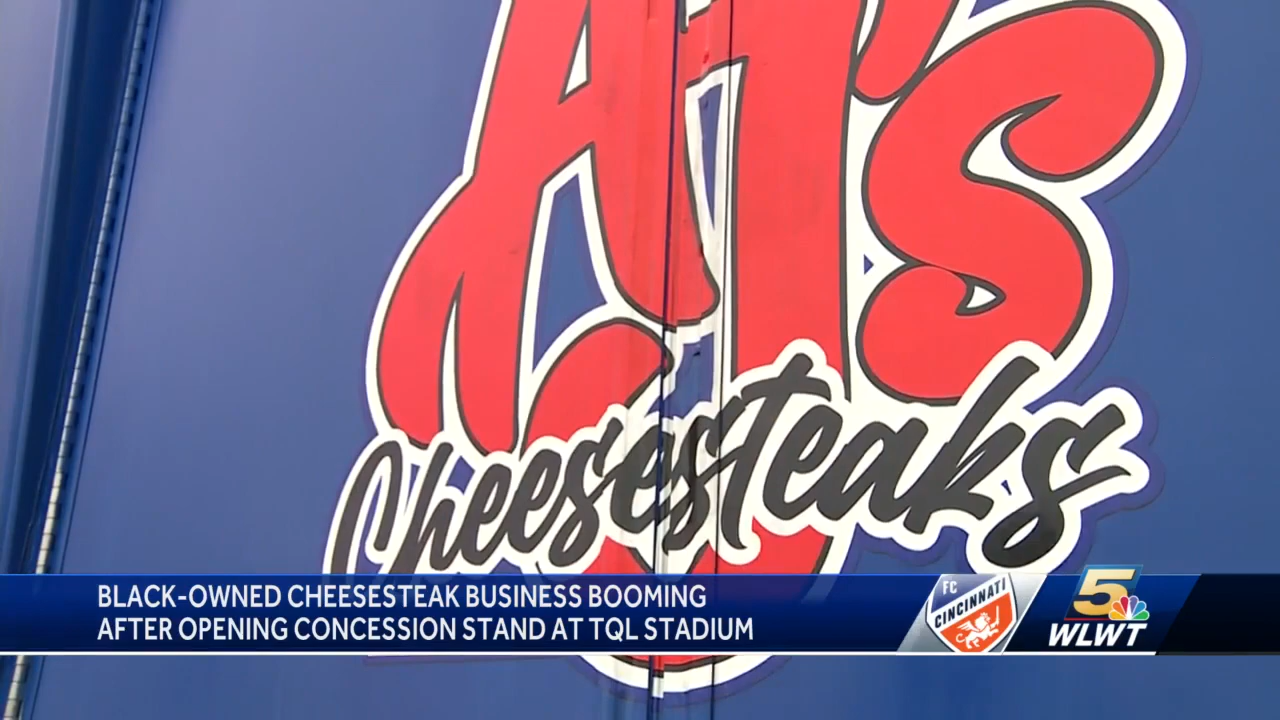 AJ's
Cheesesteaks
BLACK-OWNED CHEESESTEAK BUSINESS BOOMING
AFTER OPENING CONCESSION STAND AT TQL STADIUM
FC
CINCINNATI
5
WLWT